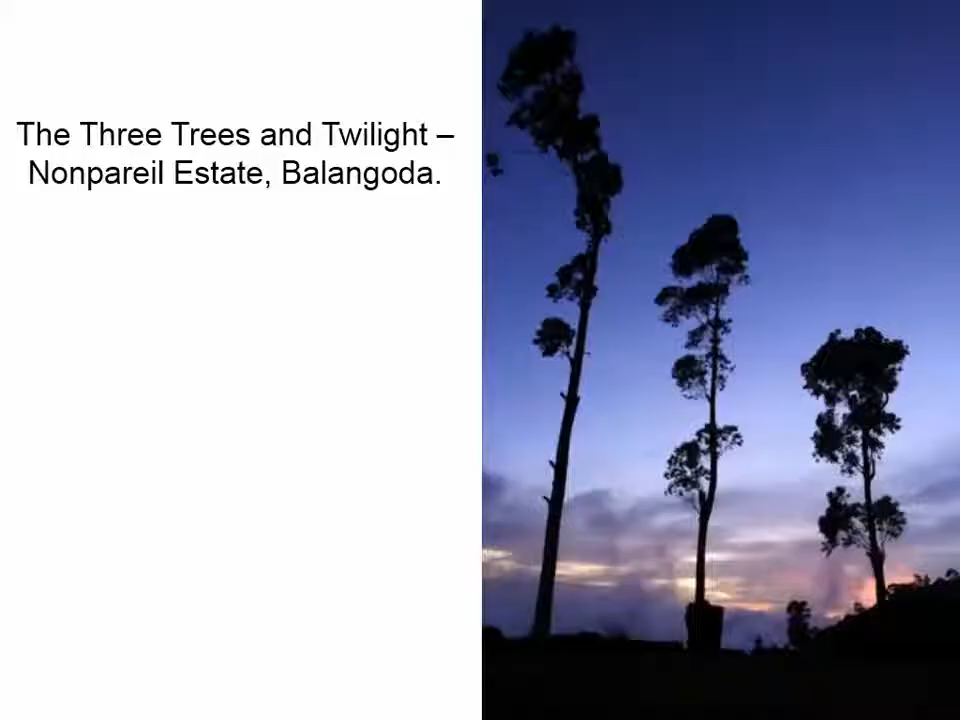 The Three Trees and Twilight –
Nonpareil Estate, Balangoda.